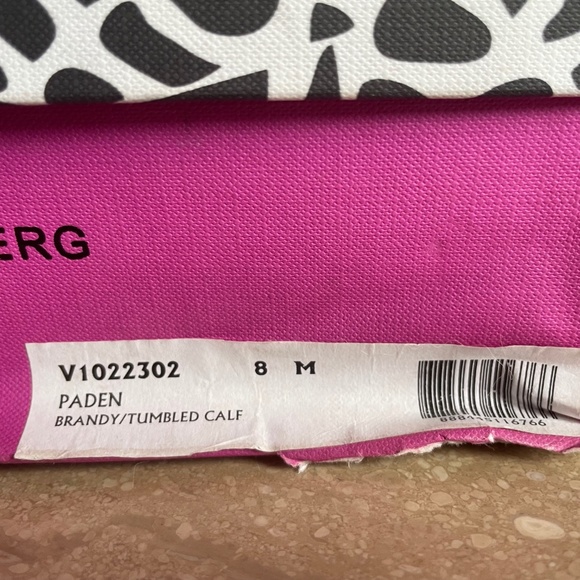 ERG
V1022302 8 M
PADEN
BRANDY/TUMBLED CALF